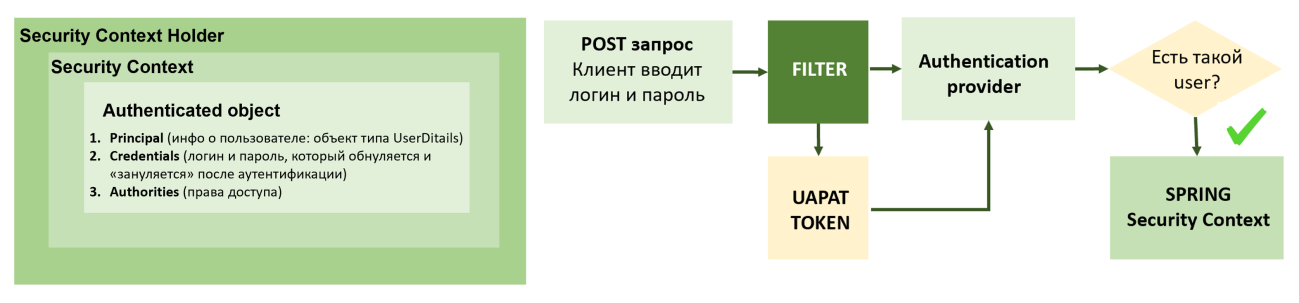 Security Context Holder
Security Context
Authenticated object
1. Principal (инфо о пользователе: объект типа UserDitails)
2. Credentials (логин и пароль, который обнуляется и
«зануляется» после аутентификации)
3. Authorities (права доступа)
POST запрос
Клиент вводит
логин и пароль
FILTER
UAPAT
TOKEN
Authentication
provider
Есть такой
user?
SPRING
Security Context